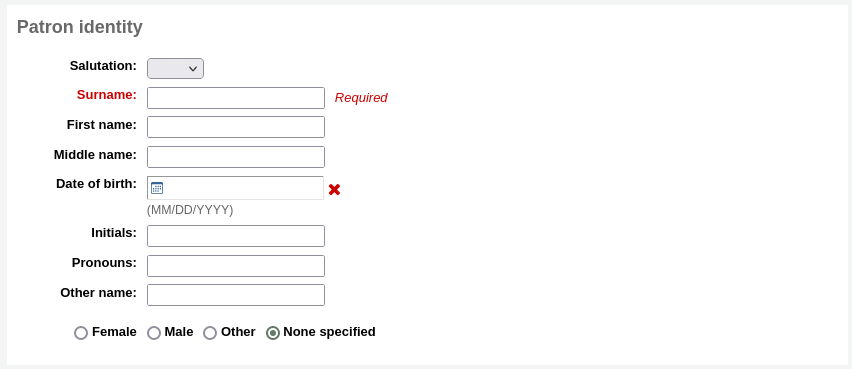 Patron identity
Salutation:
Surname: Required
First name:
Middle name:
Date of birth:
(MM/DD/YYYY)
Initials:
Pronouns:
Other name:
Female Male Other None specified